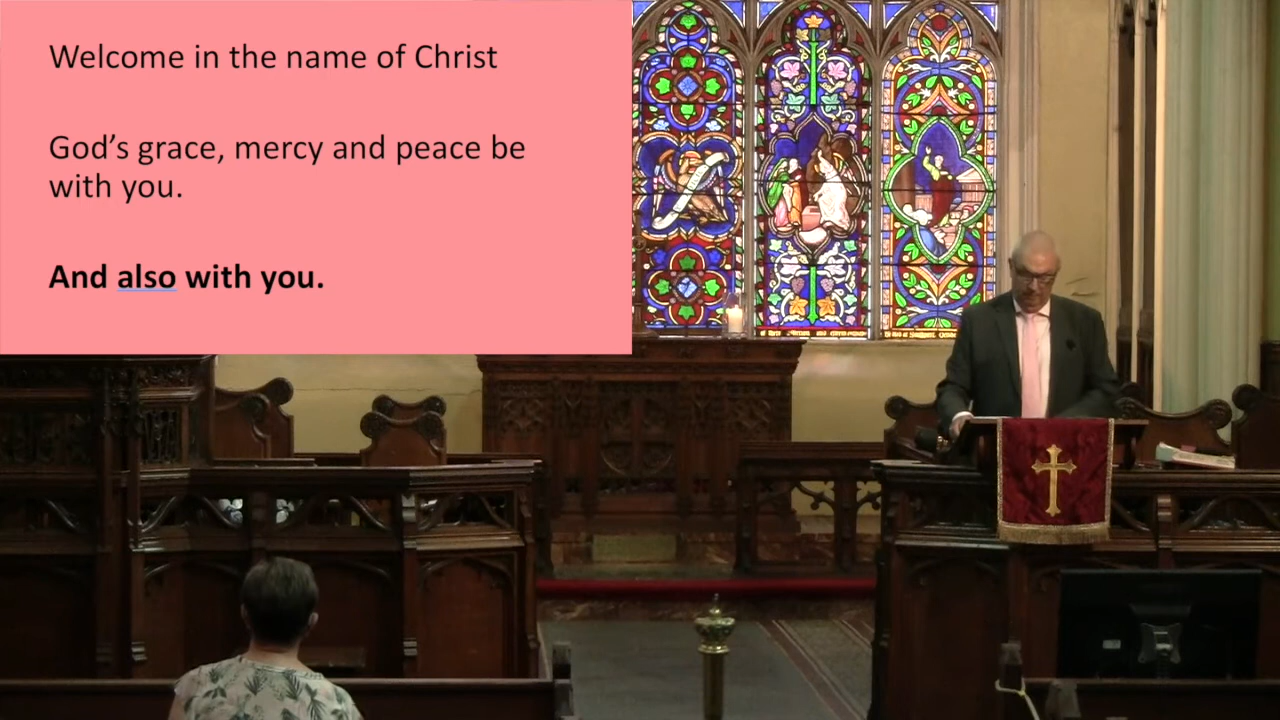 Welcome in the name of Christ
God’s grace, mercy and peace be
with you.
And also with you.